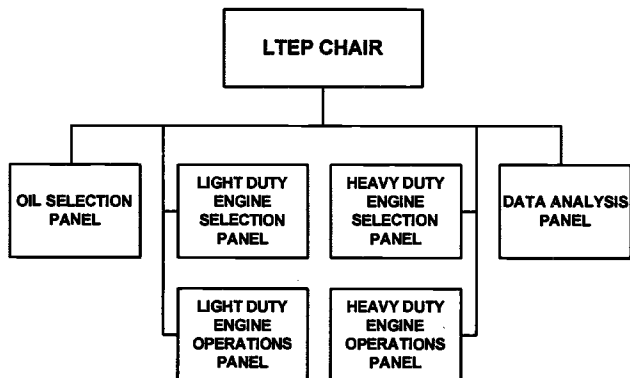 LTEP CHAIR
OIL SELECTION
PANEL
LIGHT DUTY
ENGINE
SELECTION
PANEL
HEAVY DUTY
ENGINE
SELECTION
PANEL
DATA ANALYSIS
PANEL
LIGHT DUTY
ENGINE
OPERATIONS
PANEL
HEAVY DUTY
ENGINE
OPERATIONS
PANEL